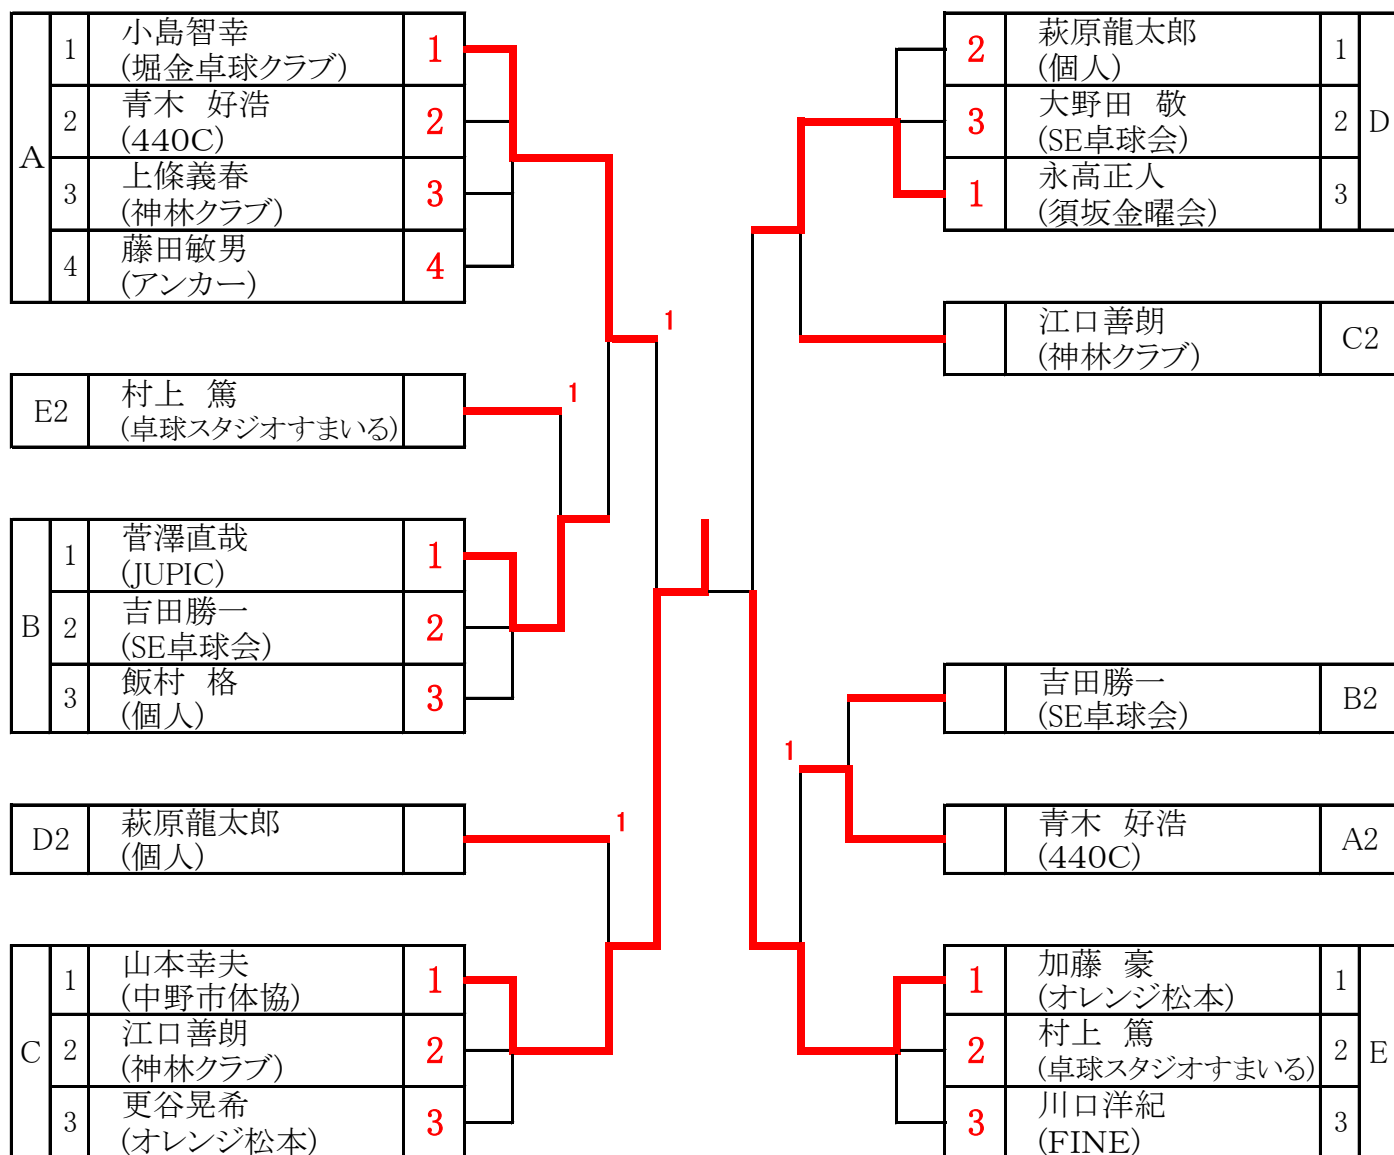 A
1
小島智幸
(堀金卓球クラブ)
1
2
青木 好浩
(440C)
2
3
上條義春
(神林クラブ)
3
4
藤田敏男
(アンカー)
4
1
E2
村上 篤
(卓球スタジオすまいる)
1
B
1
菅澤直哉
(JUPIC)
1
2
吉田勝一
(SE卓球会)
2
3
飯村 格
(個人)
3
D2
萩原龍太郎
(個人)
1
C
1
山本幸夫
(中野市体協)
1
2
江口善朗
(神林クラブ)
2
3
更谷晃希
(オレンジ松本)
3
2
萩原龍太郎
(個人)
1
D
3
大野田 敬
(SE卓球会)
2
1
永高正人
(須坂金曜会)
3
江口善朗
(神林クラブ)
C2
吉田勝一
(SE卓球会)
B2
1
青木 好浩
(440C)
A2
1
加藤 豪
(オレンジ松本)
1
E
2
村上 篤
(卓球スタジオすまいる)
2
3
川口洋紀
(FINE)
3